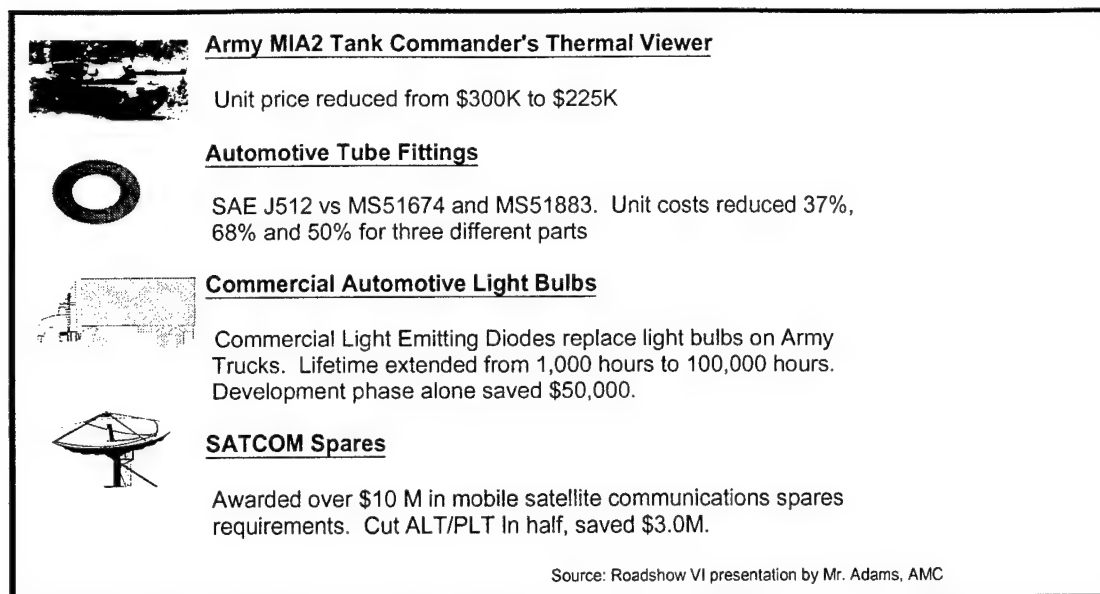 Army MIA2 Tank Commander's Thermal Viewer
Unit price reduced from $300K to $225K
Automotive Tube Fittings
SAE J512 vs MS51674 and MS51883. Unit costs reduced 37%,
68% and 50% for three different parts
Commercial Automotive Light Bulbs
Commercial Light Emitting Diodes replace light bulbs on Army
Trucks. Lifetime extended from 1,000 hours to 100,000 hours.
Development phase alone saved $50,000.
SATCOM Spares
Awarded over $10 M in mobile satellite communications spares
requirements. Cut ALT/PLT In half, saved $3.0M.
Source: Roadshow VI presentation by Mr. Adams, AMC